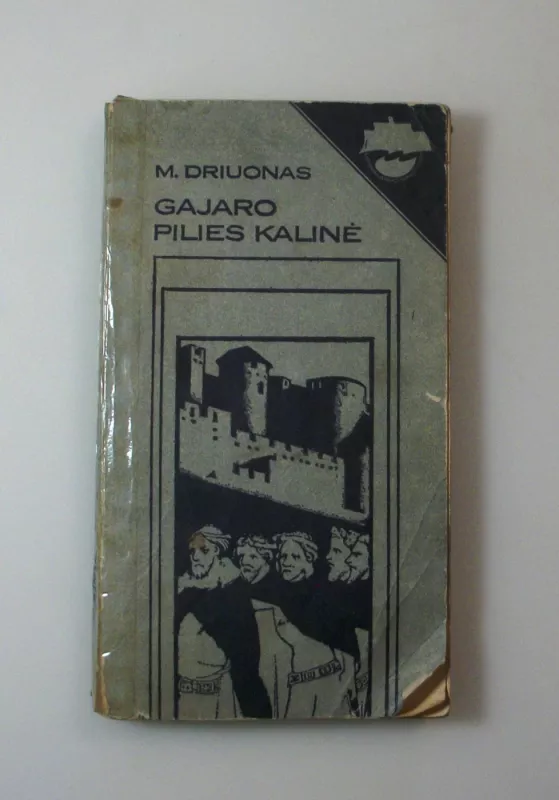 M. DRIUONAS
GAJARO
PILIES KALINĖ